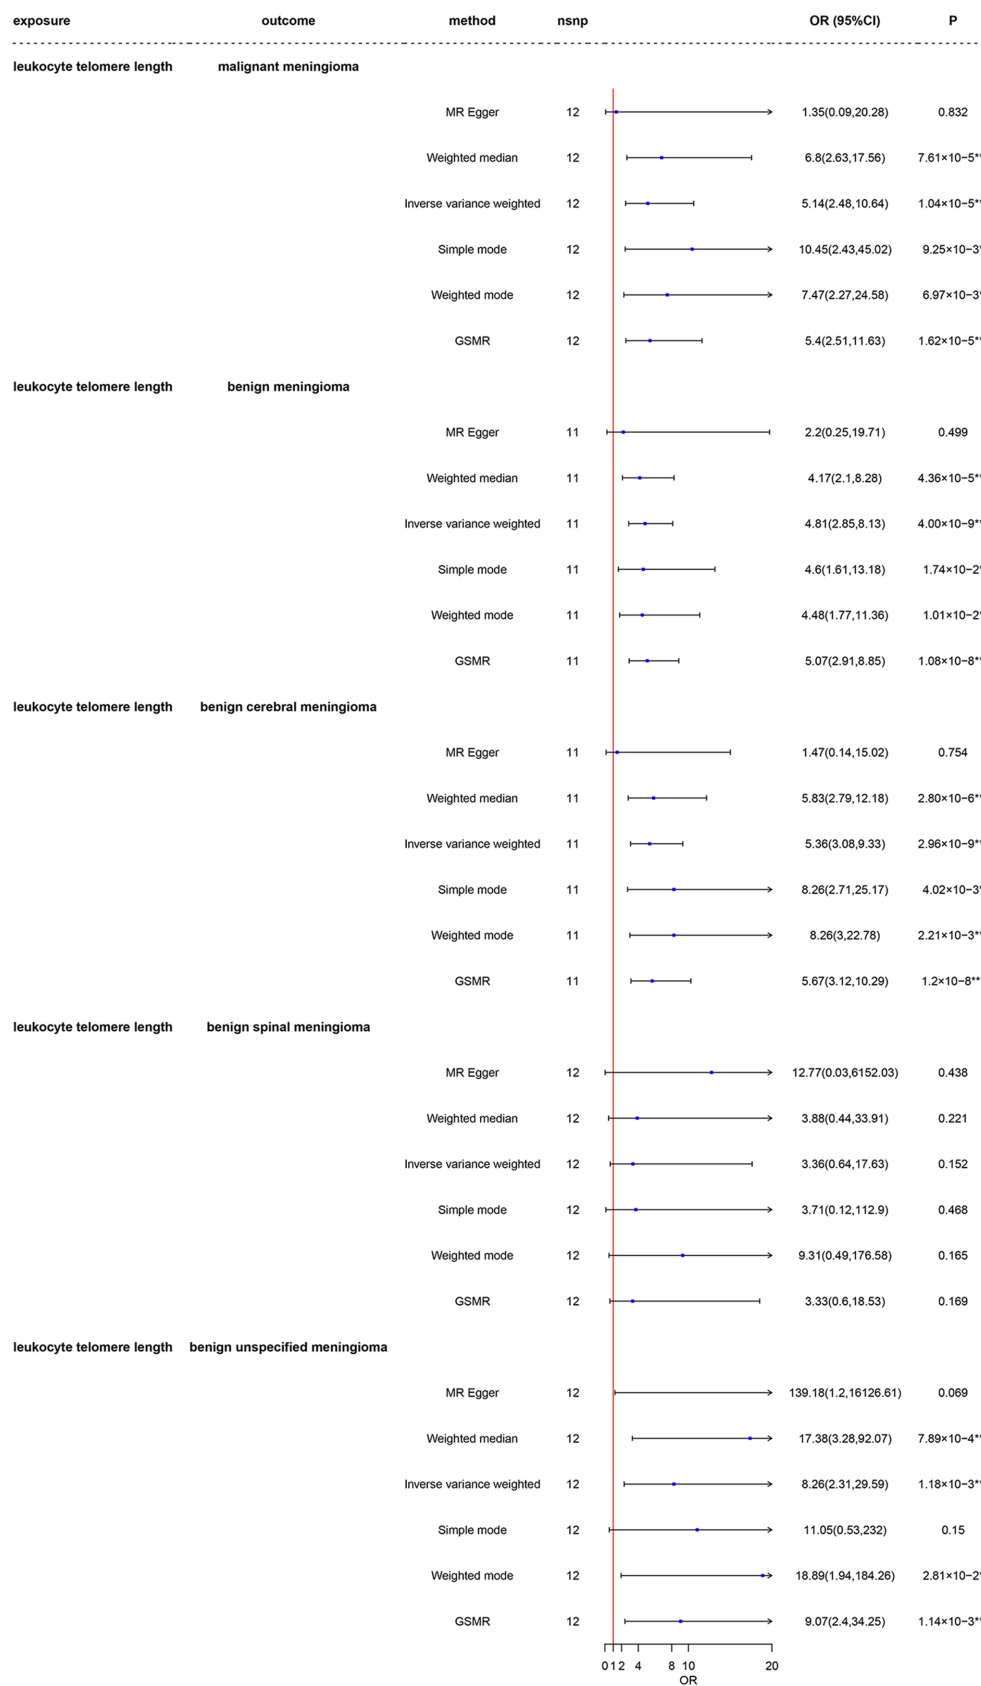 exposure outcome method nsnp OR (95%CI) P
leukocyte telomere length malignant meningioma
MR Egger 12 1.35(0.09,20.28) 0.832
Weighted median 12 6.8(2.63,17.56) 7.61×10−5**
Inverse variance weighted 12 5.14(2.48,10.64) 1.04×10−5**
Simple mode 12 10.45(2.43,45.02) 9.25×10−3*
Weighted mode 12 7.47(2.27,24.58) 6.97×10−3*
GSMR 12 5.4(2.51,11.63) 1.62×10−5**
leukocyte telomere length benign meningioma
MR Egger 11 2.2(0.25,19.71) 0.499
Weighted median 11 4.17(2.1,8.28) 4.36×10−5**
Inverse variance weighted 11 4.81(2.85,8.13) 4.00×10−9**
Simple mode 11 4.6(1.61,13.18) 1.74×10−2*
Weighted mode 11 4.48(1.77,11.36) 1.01×10−2*
GSMR 11 5.07(2.91,8.85) 1.08×10−8**
leukocyte telomere length benign cerebral meningioma
MR Egger 11 1.47(0.14,15.02) 0.754
Weighted median 11 5.83(2.79,12.18) 2.80×10−6**
Inverse variance weighted 11 5.36(3.08,9.33) 2.96×10−9**
Simple mode 11 8.26(2.71,25.17) 4.02×10−3*
Weighted mode 11 8.26(3,22.78) 2.21×10−3**
GSMR 11 5.67(3.12,10.29) 1.2×10−8**
leukocyte telomere length benign spinal meningioma
MR Egger 12 12.77(0.03,6152.03) 0.438
Weighted median 12 3.88(0.44,33.91) 0.221
Inverse variance weighted 12 3.36(0.64,17.63) 0.152
Simple mode 12 3.71(0.12,112.9) 0.468
Weighted mode 12 9.31(0.49,176.58) 0.165
GSMR 12 3.33(0.6,18.53) 0.169
leukocyte telomere length benign unspecified meningioma
MR Egger 12 139.18(1.2,16126.61) 0.069
Weighted median 12 17.38(3.28,92.07) 7.89×10−4**
Inverse variance weighted 12 8.26(2.31,29.59) 1.18×10−3**
Simple mode 12 11.05(0.53,232) 0.15
Weighted mode 12 18.89(1.94,184.26) 2.81×10−2*
GSMR 12 9.07(2.4,34.25) 1.14×10−3**
0 1 2 4 8 10 20
OR